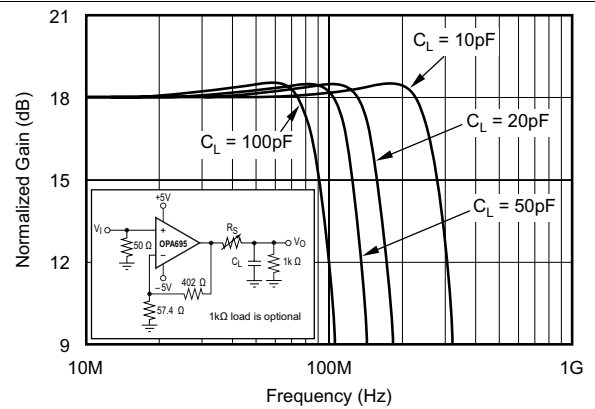 Normalized Gain (dB)
21
18
15
12
9
C_L = 10pF
C_L = 100pF
C_L = 20pF
C_L = 50pF
+5V
V_I
50 Ω
+
OPA695
−
−5V
R_S
V_O
C_L
1k Ω
402 Ω
57.4 Ω
1kΩ load is optional
10M
100M
1G
Frequency (Hz)